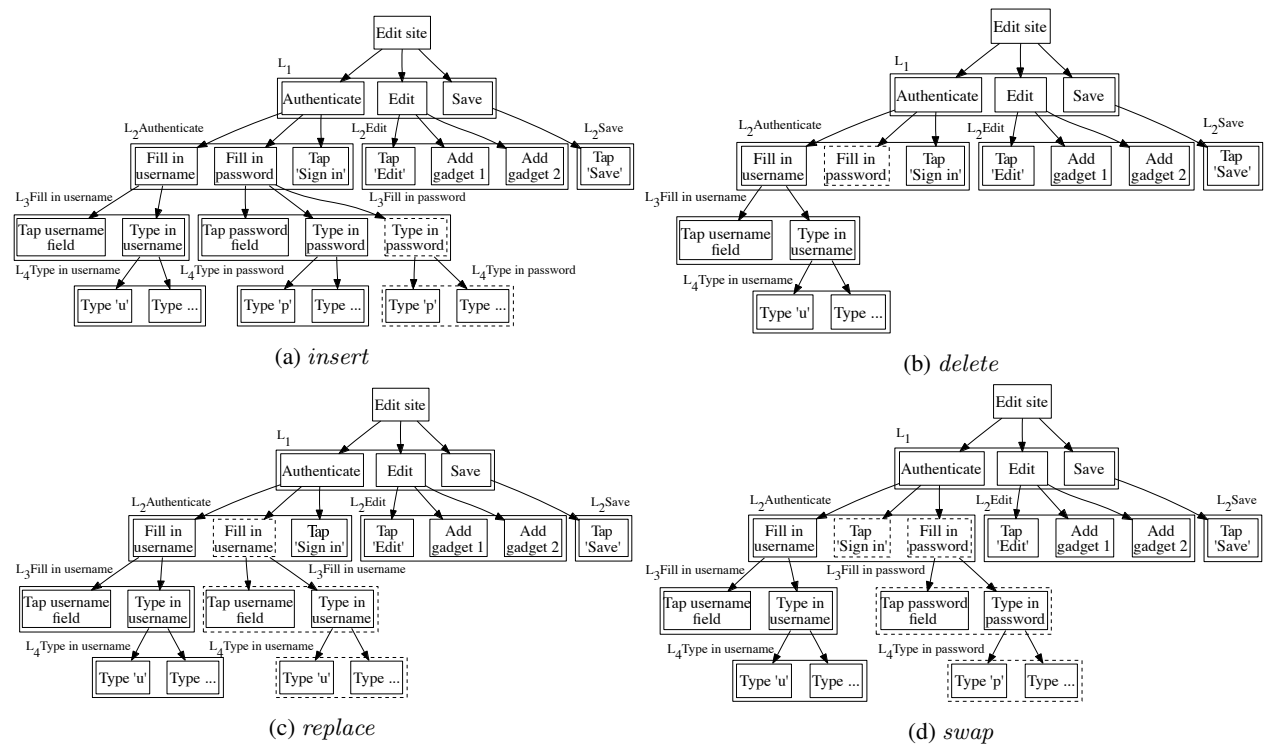 Edit site
L1
Authenticate Edit Save
L2Authenticate L2Edit L2Save
Fill in
username
Fill in
password
Tap
'Sign in'
Tap
'Edit'
Add
gadget 1
Add
gadget 2
Tap
'Save'
L3Fill in username L3Fill in password
Tap username
field
Type in
username
Tap password
field
Type in
password
Type in
password
L4Type in username L4Type in password L4Type in password
Type 'u' Type ... Type 'p' Type ... Type 'p' Type ...
(a) insert
Edit site
L1
Authenticate Edit Save
L2Authenticate L2Edit L2Save
Fill in
username
Fill in
password
Tap
'Sign in'
Tap
'Edit'
Add
gadget 1
Add
gadget 2
Tap
'Save'
L3Fill in username
Tap username
field
Type in
username
L4Type in username
Type 'u' Type ...
(b) delete
Edit site
L1
Authenticate Edit Save
L2Authenticate L2Edit L2Save
Fill in
username
Fill in
username
Tap
'Sign in'
Tap
'Edit'
Add
gadget 1
Add
gadget 2
Tap
'Save'
L3Fill in username L3Fill in username
Tap username
field
Type in
username
Tap username
field
Type in
username
L4Type in username L4Type in username
Type 'u' Type ... Type 'u' Type ...
(c) replace
Edit site
L1
Authenticate Edit Save
L2Authenticate L2Edit L2Save
Fill in
username
Tap
'Sign in'
Fill in
password
Tap
'Edit'
Add
gadget 1
Add
gadget 2
Tap
'Save'
L3Fill in username L3Fill in password
Tap username
field
Type in
username
Tap password
field
Type in
password
L4Type in username L4Type in password
Type 'u' Type ... Type 'p' Type ...
(d) swap